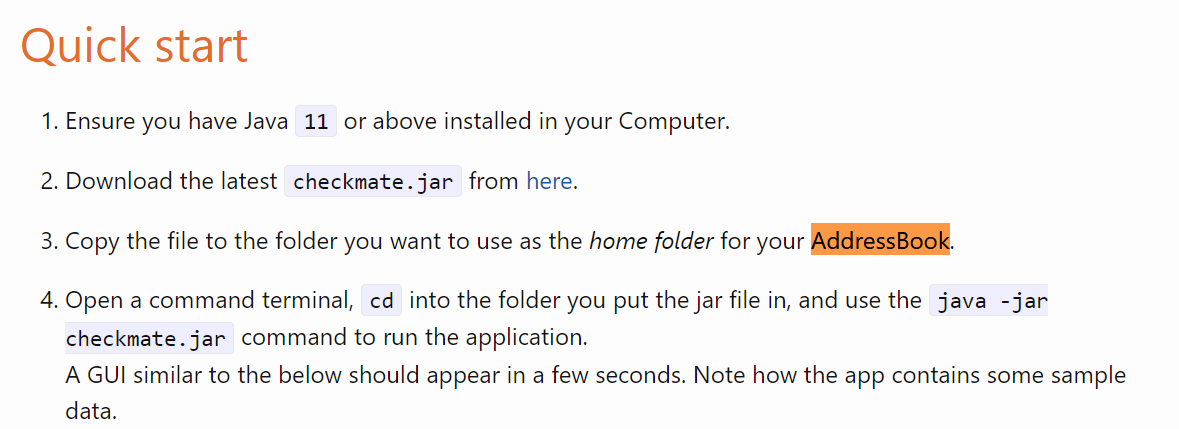 Quick start
1. Ensure you have Java 11 or above installed in your Computer.
2. Download the latest checkmate.jar from here.
3. Copy the file to the folder you want to use as the home folder for your AddressBook.
4. Open a command terminal, cd into the folder you put the jar file in, and use the java -jar
checkmate.jar command to run the application.
A GUI similar to the below should appear in a few seconds. Note how the app contains some sample
data.